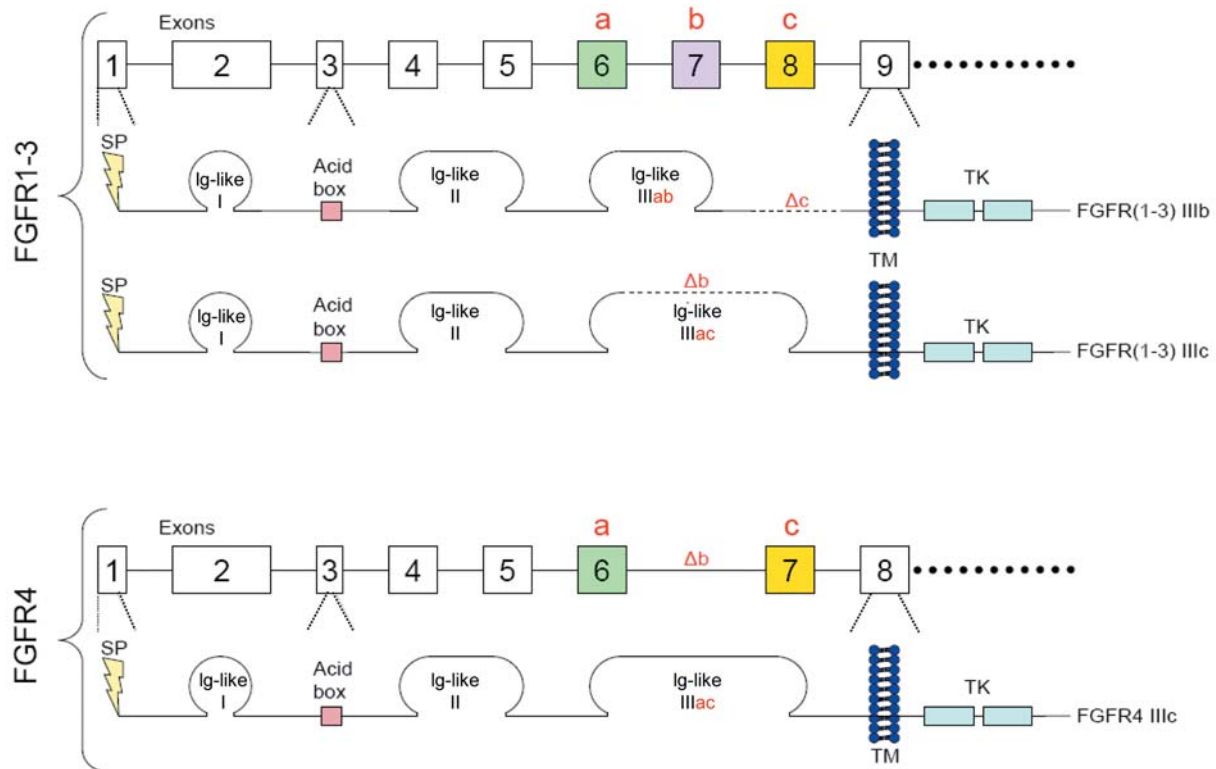 Exons
a b c
1 2 3 4 5 6 7 8 9
FGFR1-3
SP
Ig-like
I
Acid
box
Ig-like
II
Ig-like
IIIab
Δc
TM
TK
FGFR(1-3) IIIb
SP
Ig-like
I
Acid
box
Ig-like
II
Δb
Ig-like
IIIac
TK
FGFR(1-3) IIIc
Exons
a Δb c
1 2 3 4 5 6 7 8
FGFR4
SP
Ig-like
I
Acid
box
Ig-like
II
Ig-like
IIIac
TM
TK
FGFR4 IIIc